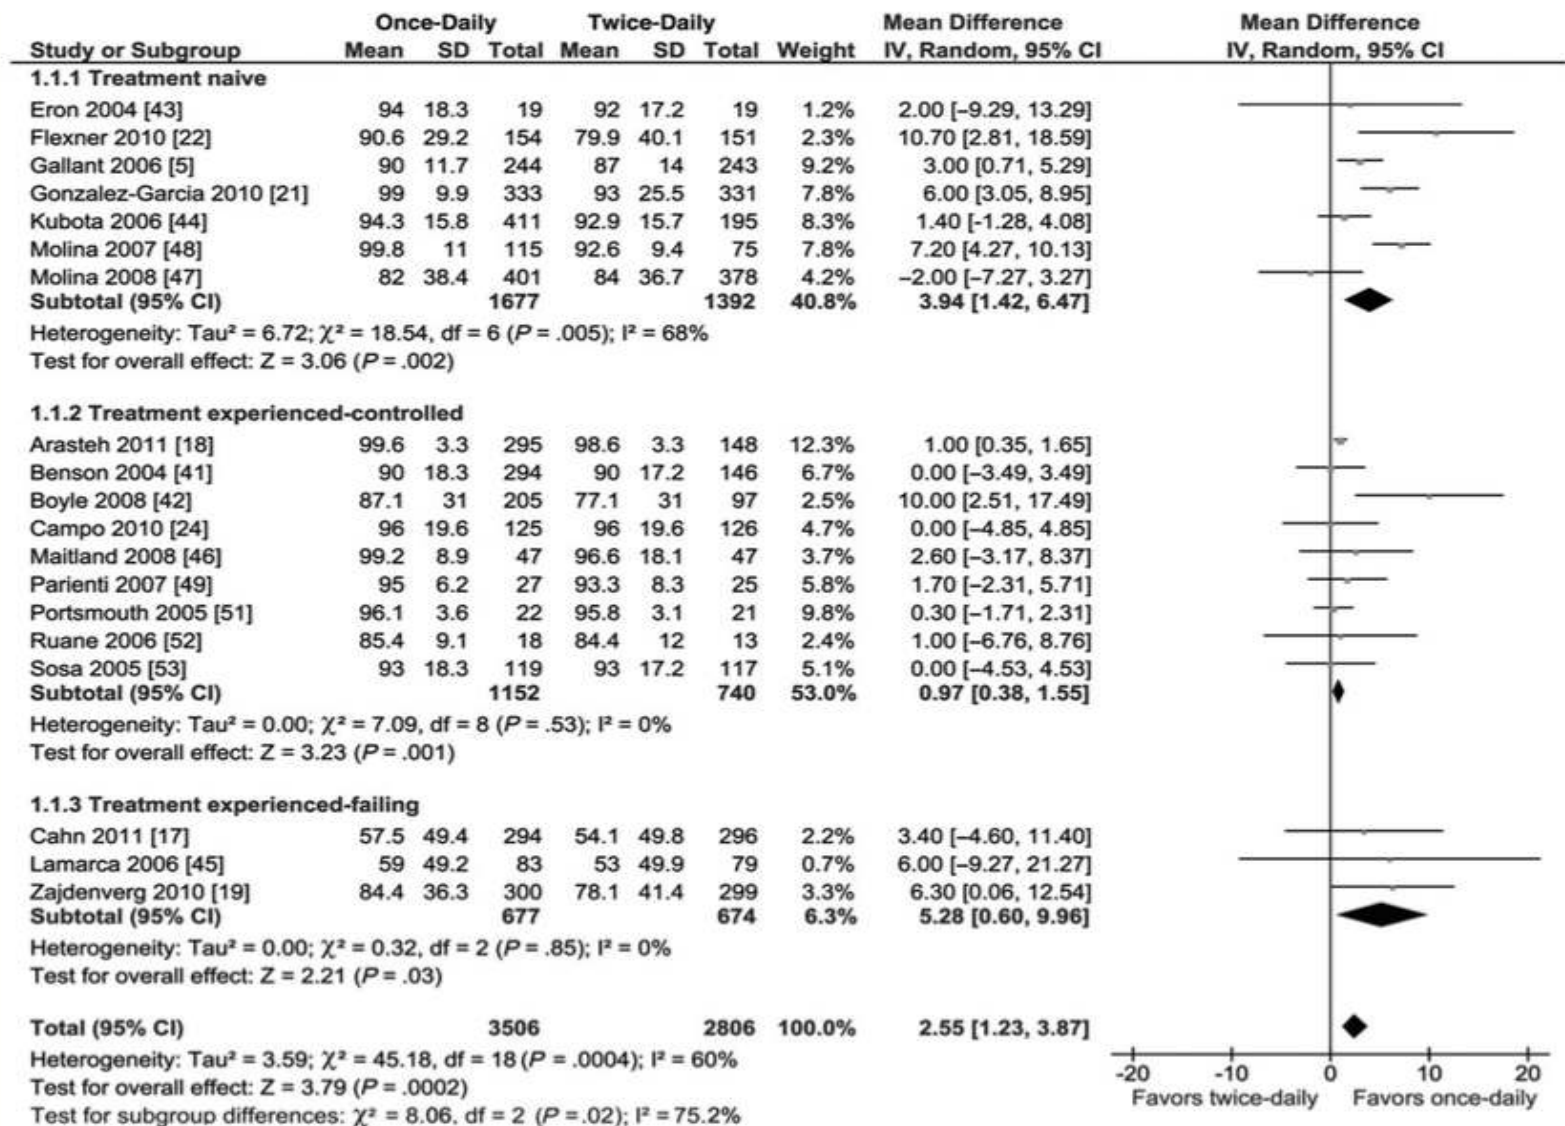 Once-Daily Twice-Daily Mean Difference Mean Difference
Study or Subgroup Mean SD Total Mean SD Total Weight IV, Random, 95% CI IV, Random, 95% CI
1.1.1 Treatment naive
Eron 2004 [43] 94 18.3 19 92 17.2 19 1.2% 2.00 [–9.29, 13.29]
Flexner 2010 [22] 90.6 29.2 154 79.9 40.1 151 2.3% 10.70 [2.81, 18.59]
Gallant 2006 [5] 90 11.7 244 87 14 243 9.2% 3.00 [0.71, 5.29]
Gonzalez-Garcia 2010 [21] 99 9.9 333 93 25.5 331 7.8% 6.00 [3.05, 8.95]
Kubota 2006 [44] 94.3 15.8 411 92.9 15.7 195 8.3% 1.40 [-1.28, 4.08]
Molina 2007 [48] 99.8 11 115 92.6 9.4 75 7.8% 7.20 [4.27, 10.13]
Molina 2008 [47] 82 38.4 401 84 36.7 378 4.2% –2.00 [–7.27, 3.27]
Subtotal (95% CI) 1677 1392 40.8% 3.94 [1.42, 6.47]
Heterogeneity: Tau² = 6.72; χ² = 18.54, df = 6 (P = .005); I² = 68%
Test for overall effect: Z = 3.06 (P = .002)
1.1.2 Treatment experienced-controlled
Arasteh 2011 [18] 99.6 3.3 295 98.6 3.3 148 12.3% 1.00 [0.35, 1.65]
Benson 2004 [41] 90 18.3 294 90 17.2 146 6.7% 0.00 [–3.49, 3.49]
Boyle 2008 [42] 87.1 31 205 77.1 31 97 2.5% 10.00 [2.51, 17.49]
Campo 2010 [24] 96 19.6 125 96 19.6 126 4.7% 0.00 [–4.85, 4.85]
Maitland 2008 [46] 99.2 8.9 47 96.6 18.1 47 3.7% 2.60 [–3.17, 8.37]
Parienti 2007 [49] 95 6.2 27 93.3 8.3 25 5.8% 1.70 [–2.31, 5.71]
Portsmouth 2005 [51] 96.1 3.6 22 95.8 3.1 21 9.8% 0.30 [–1.71, 2.31]
Ruane 2006 [52] 85.4 9.1 18 84.4 12 13 2.4% 1.00 [–6.76, 8.76]
Sosa 2005 [53] 93 18.3 119 93 17.2 117 5.1% 0.00 [–4.53, 4.53]
Subtotal (95% CI) 1152 740 53.0% 0.97 [0.38, 1.55]
Heterogeneity: Tau² = 0.00; χ² = 7.09, df = 8 (P = .53); I² = 0%
Test for overall effect: Z = 3.23 (P = .001)
1.1.3 Treatment experienced-failing
Cahn 2011 [17] 57.5 49.4 294 54.1 49.8 296 2.2% 3.40 [–4.60, 11.40]
Lamarca 2006 [45] 59 49.2 83 53 49.9 79 0.7% 6.00 [–9.27, 21.27]
Zajdenverg 2010 [19] 84.4 36.3 300 78.1 41.4 299 3.3% 6.30 [0.06, 12.54]
Subtotal (95% CI) 677 674 6.3% 5.28 [0.60, 9.96]
Heterogeneity: Tau² = 0.00; χ² = 0.32, df = 2 (P = .85); I² = 0%
Test for overall effect: Z = 2.21 (P = .03)
Total (95% CI) 3506 2806 100.0% 2.55 [1.23, 3.87]
Heterogeneity: Tau² = 3.59; χ² = 45.18, df = 18 (P = .0004); I² = 60%
Test for overall effect: Z = 3.79 (P = .0002)
Test for subgroup differences: χ² = 8.06, df = 2 (P = .02); I² = 75.2%
-20 -10 0 10 20
Favors twice-daily Favors once-daily